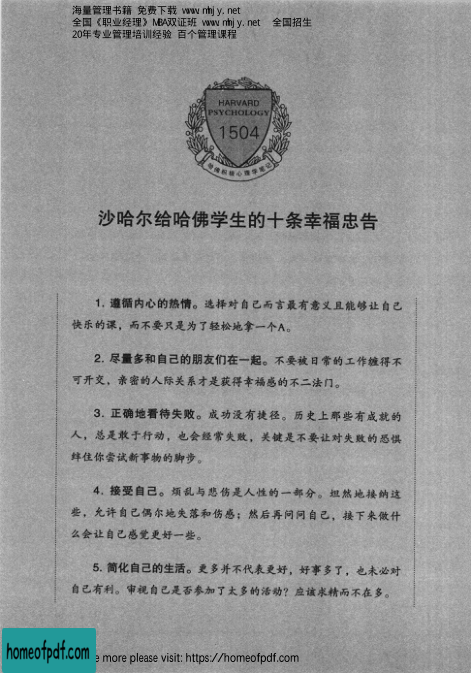 海量管理书籍 免费下载 www.nhjy.net
全国《职业经理》MBA双证班 www.nhjy.net 全国招生
20年专业管理培训经验 百个管理课程
HARVARD
PSYCHOLOGY
1504
沙哈尔给哈佛学生的十条幸福忠告
1. 遵循内心的热情。选择对自己而言最有意义且能够让自己
快乐的课，而不要只是为了轻松地拿一个A。
2. 尽量多和自己的朋友们在一起。不要被日常的工作缠得不
可开交，亲密的人际关系才是获得幸福感的不二法门。
3. 正确地看待失败。成功没有捷径。历史上那些有成就的
人，总是敢于行动，也会经常失败，关键是不要让对失败的恐惧
绊住你尝试新事物的脚步。
4. 接受自己。烦乱与悲伤是人性的一部分。坦然地接纳这
些，允许自己偶尔地失落和伤感；然后再问问自己，接下来做什
么会让自己感觉更好一些。
5. 简化自己的生活。更多并不代表更好，好事多了，也未必对
自己有利。审视自己是否参加了太多的活动？应该求精而不在多。
homeofpdf.com
e more please visit: https://homeofpdf.com